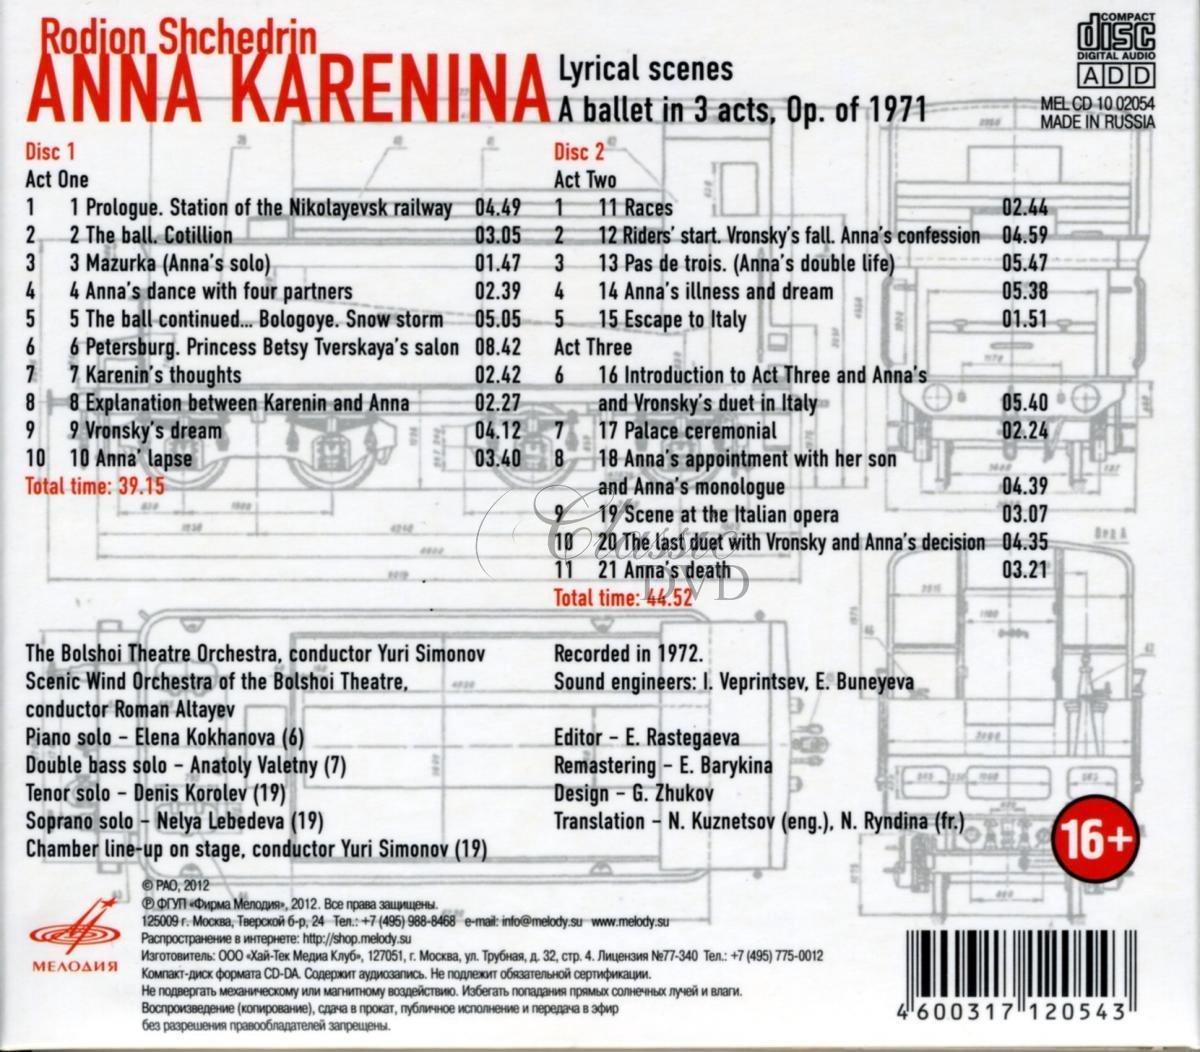 Rodion Shchedrin
ANNA KARENINA
Lyrical scenes
A ballet in 3 acts, Op. of 1971
COMPACT
disc
DIGITAL AUDIO
ADD
MEL CD 10 02054
MADE IN RUSSIA
Disc 1
Act One
1 1 Prologue. Station of the Nikolayevsk railway 04.49
2 2 The ball. Cotillion 03.05
3 3 Mazurka (Anna's solo) 01.47
4 4 Anna's dance with four partners 02.39
5 5 The ball continued... Bologoye. Snow storm 05.05
6 6 Petersburg. Princess Betsy Tverskaya's salon 08.42
7 7 Karenin's thoughts 02.42
8 8 Explanation between Karenin and Anna 02.27
9 9 Vronsky's dream 04.12
10 10 Anna' lapse 03.40
Total time: 39.15
Disc 2
Act Two
1 11 Races 02.44
2 12 Riders' start. Vronsky's fall. Anna's confession 04.59
3 13 Pas de trois. (Anna's double life) 05.47
4 14 Anna's illness and dream 05.38
5 15 Escape to Italy 01.51
Act Three
6 16 Introduction to Act Three and Anna's
and Vronsky's duet in Italy 05.40
7 17 Palace ceremonial 02.24
8 18 Anna's appointment with her son
and Anna's monologue 04.39
9 19 Scene at the Italian opera 03.07
10 20 The last duet with Vronsky and Anna's decision 04.35
11 21 Anna's death 03.21
Total time: 44.52
Classic
DVD
The Bolshoi Theatre Orchestra, conductor Yuri Simonov
Scenic Wind Orchestra of the Bolshoi Theatre,
conductor Roman Altayev
Piano solo – Elena Kokhanova (6)
Double bass solo – Anatoly Valetny (7)
Tenor solo – Denis Korolev (19)
Soprano solo – Nelya Lebedeva (19)
Chamber line-up on stage, conductor Yuri Simonov (19)
Recorded in 1972.
Sound engineers: I. Veprintsev, E. Buneyeva
Editor – E. Rastegaeva
Remastering – E. Barykina
Design – G. Zhukov
Translation – N. Kuznetsov (eng.), N. Ryndina (fr.)
16+
МЕЛОДИЯ
© РАО, 2012
℗ ФГУП «Фирма Мелодия», 2012. Все права защищены.
125009 г. Москва, Тверской б-р, 24 Тел.: +7 (495) 988-8468 e-mail: info@melody.su www.melody.su
Распространение в интернете: http://shop.melody.su
Изготовитель: ООО «Хай-Тек Медиа Клуб», 127051, г. Москва, ул. Трубная, д. 32, стр. 4. Лицензия №77-340 Тел.: +7 (495) 775-0012
Компакт-диск формата CD-DA. Содержит аудиозапись. Не подлежит обязательной сертификации.
Не подвергать механическому или магнитному воздействию. Избегать попадания прямых солнечных лучей и влаги.
Воспроизведение (копирование), сдача в прокат, публичное исполнение и передача в эфир
без разрешения правообладателей запрещены.
4 600317 120543